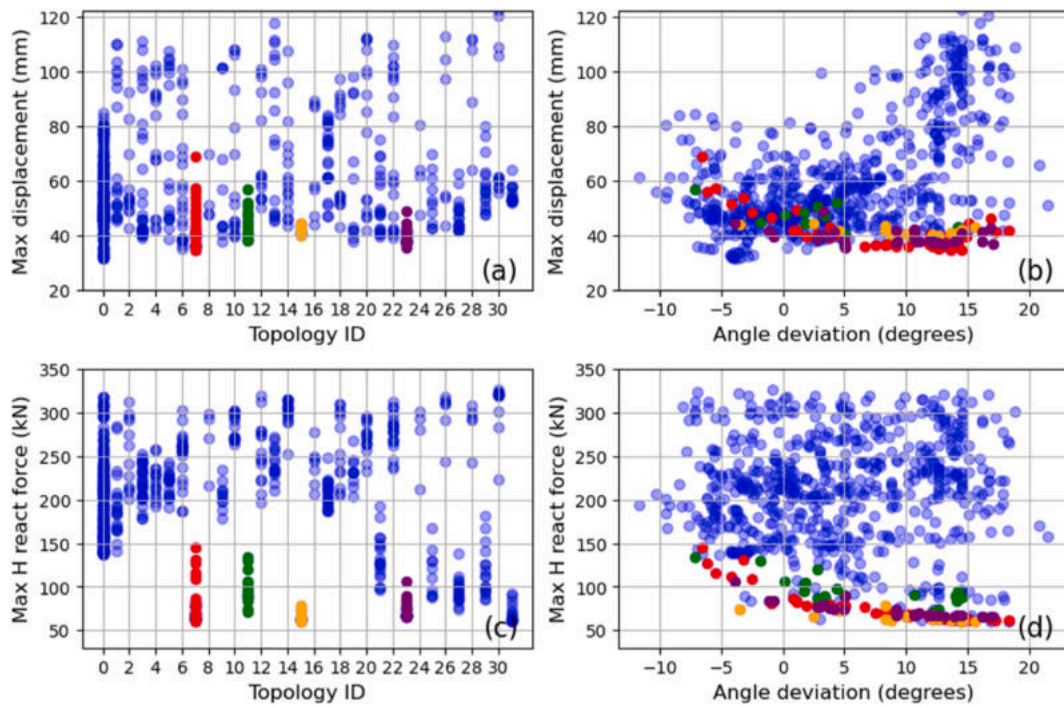 120
100
80
60
40
20
Max displacement (mm)
(a)
0 2 4 6 8 10 12 14 16 18 20 22 24 26 28 30
Topology ID
120
100
80
60
40
20
Max displacement (mm)
(b)
−10 −5 0 5 10 15 20
Angle deviation (degrees)
350
300
250
200
150
100
50
Max H react force (kN)
(c)
0 2 4 6 8 10 12 14 16 18 20 22 24 26 28 30
Topology ID
350
300
250
200
150
100
50
Max H react force (kN)
(d)
−10 −5 0 5 10 15 20
Angle deviation (degrees)